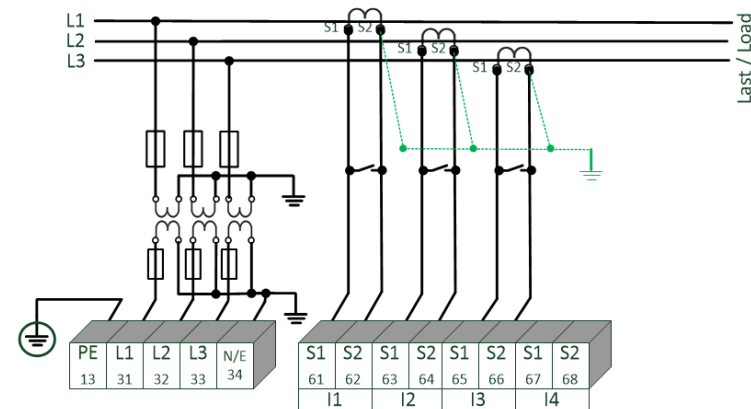 L1
L2
L3
S1 S2
S1 S2
S1 S2
Last / Load
PE L1 L2 L3 N/E
13 31 32 33 34
S1 S2 S1 S2 S1 S2 S1 S2
61 62 63 64 65 66 67 68
I1 I2 I3 I4